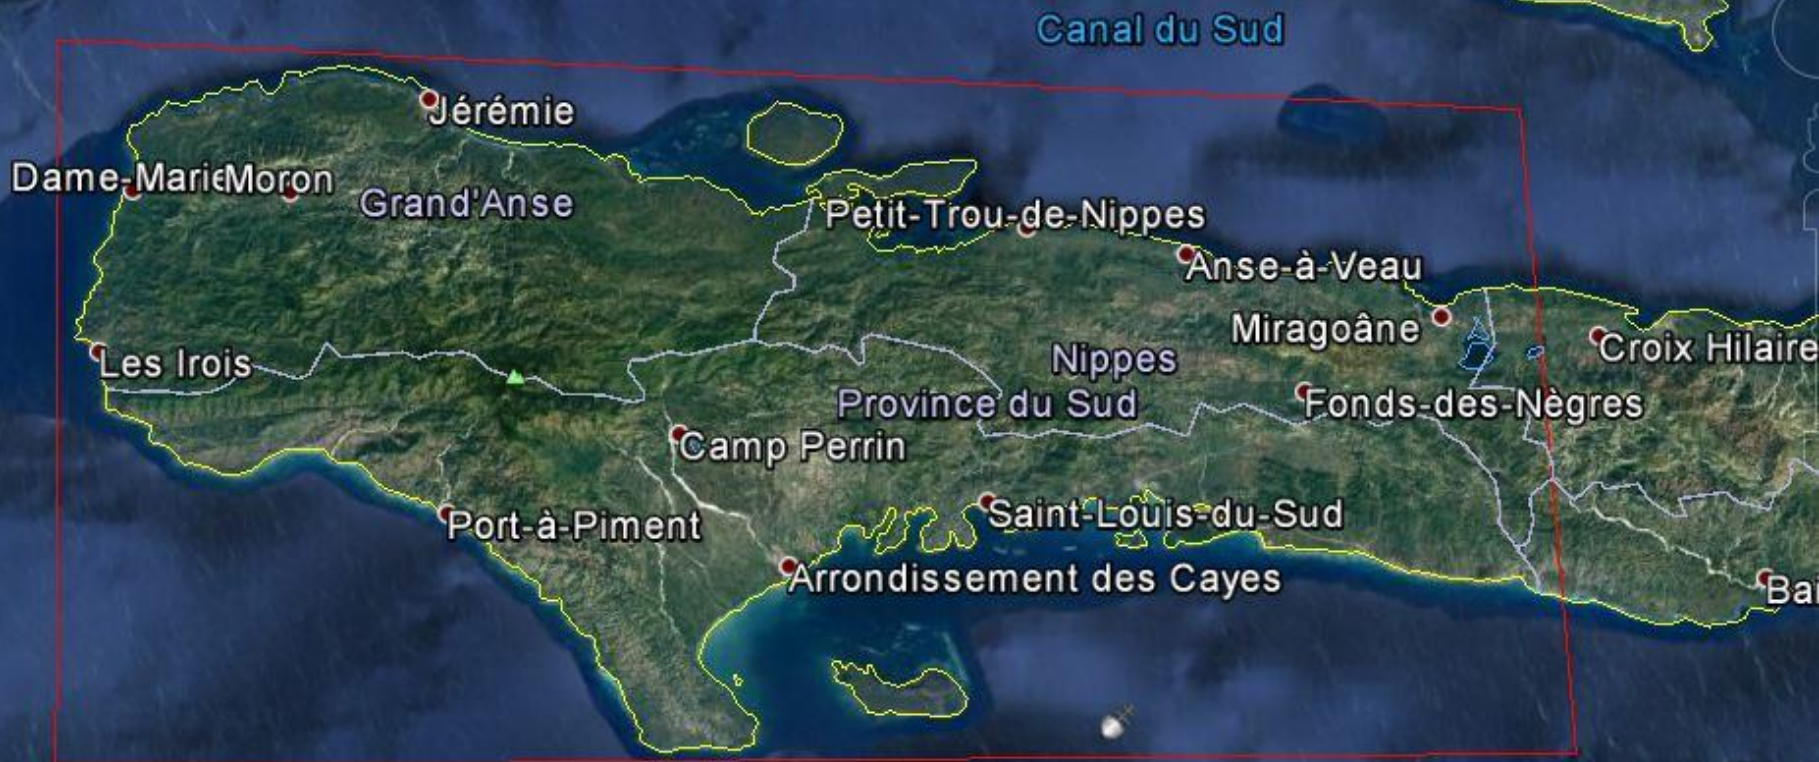 Canal du Sud
Jérémie
Dame-Marie
Moron
Grand'Anse
Petit-Trou-de-Nippes
Anse-à-Veau
Miragoâne
Croix Hilaire
Les Irois
Nippes
Province du Sud
Fonds-des-Nègres
Camp Perrin
Saint-Louis-du-Sud
Port-à-Piment
Arrondissement des Cayes
Bai